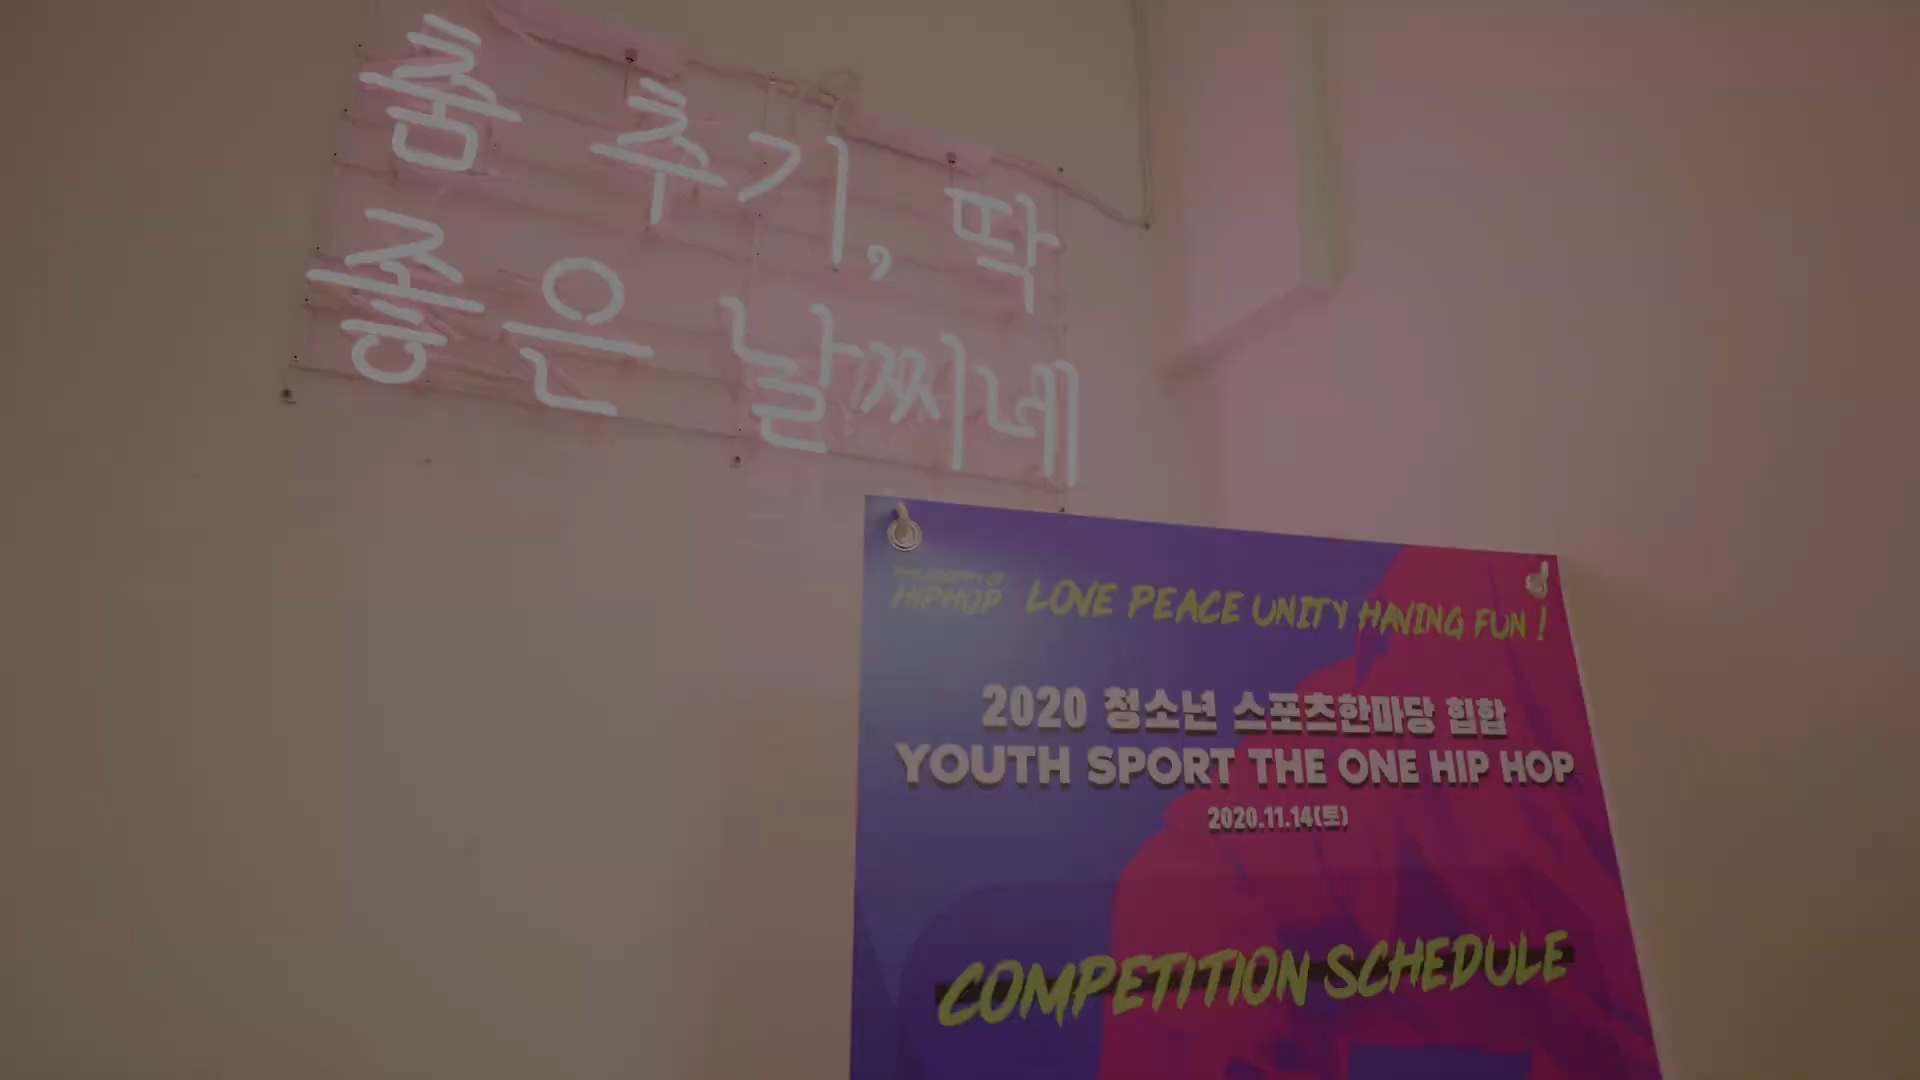 춤 추기, 딱
좋은 날씨네
PHILOSOPHY OF
HIPHOP
LOVE PEACE UNITY HAVING FUN !
2020 청소년 스포츠한마당 힙합
YOUTH SPORT THE ONE HIP HOP
2020.11.14(토)
COMPETITION SCHEDULE